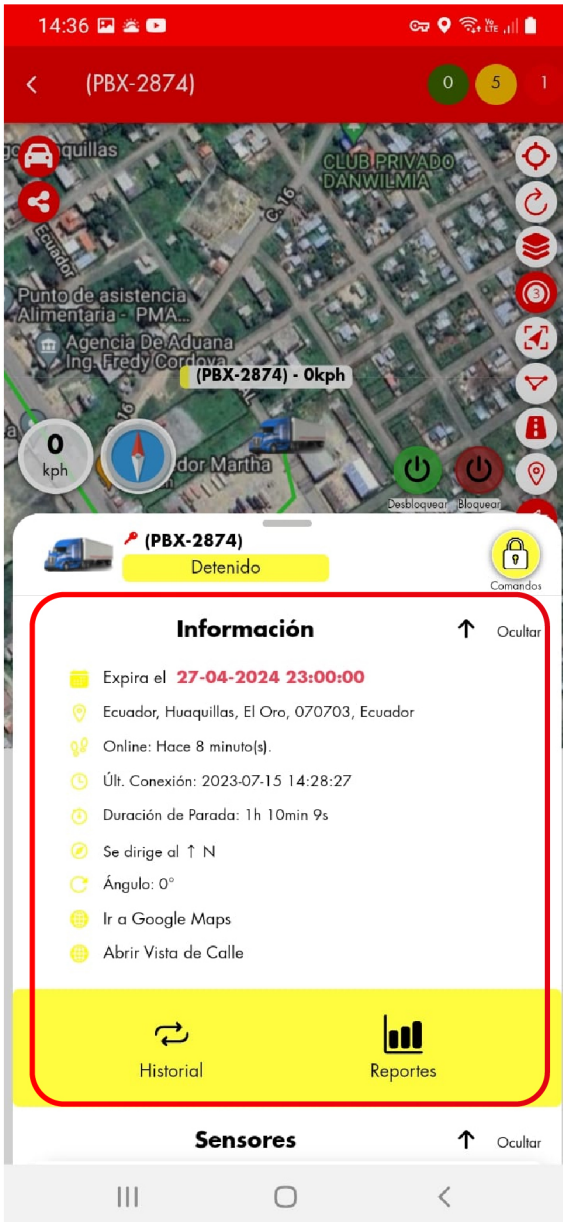 14:36
LTE
(PBX-2874)
0
5
1
quillas
CLUB PRIVADO
DANWILMIA
C. 16
Ecuador
Punto de asistencia
Alimentaria - PMA...
3
Agencia De Aduana
Ing. Fredy Cordova
(PBX-2874) - 0kph
16
0
kph
dor Martha
Desbloquear
Bloquear
(PBX-2874)
Detenido
Comandos
Información
Ocultar
Expira el 27-04-2024 23:00:00
Ecuador, Huaquillas, El Oro, 070703, Ecuador
Online: Hace 8 minuto(s).
Últ. Conexión: 2023-07-15 14:28:27
Duración de Parada: 1h 10min 9s
Se dirige al ↑ N
Ángulo: 0°
Ir a Google Maps
Abrir Vista de Calle
Historial
Reportes
Sensores
Ocultar